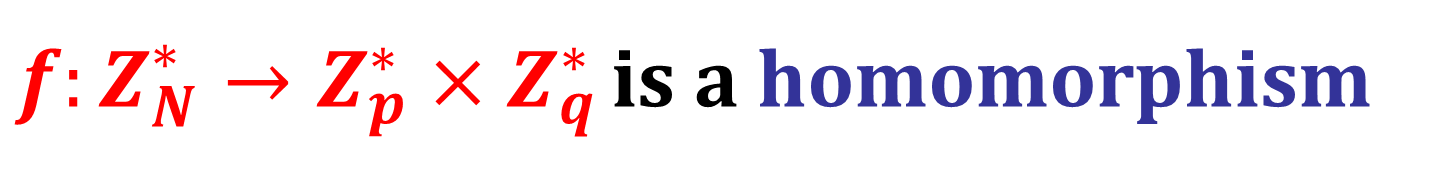 f: Z*_N → Z*_p × Z*_q is a homomorphism